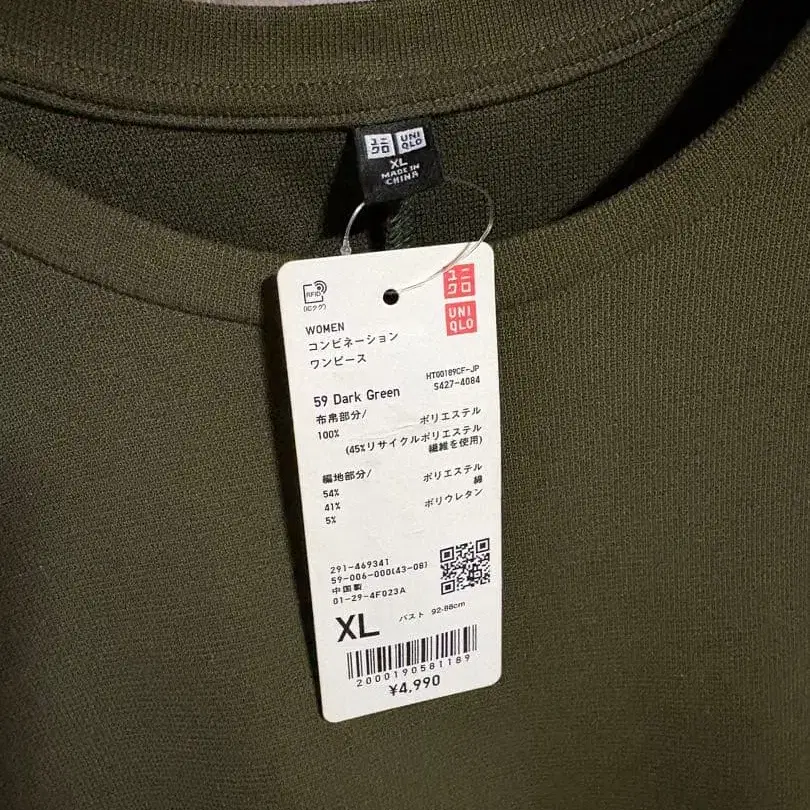 ユニクロ UNIQLO
XL
MADE IN
CHINA
RFID
(ICタグ)
ユニクロ
UNIQLO
WOMEN
コンビネーション
ワンピース
HT00189CF-JP
59 Dark Green S427-4084
布帛部分/
100% ポリエステル
(45%リサイクルポリエステル
繊維を使用)
編地部分/
54% ポリエステル
41% 綿
5% ポリウレタン
291-469341
59-006-000(43-08)
中国製
01-29-4F023A
XL バスト 92-88cm
2000190581189
¥4,990